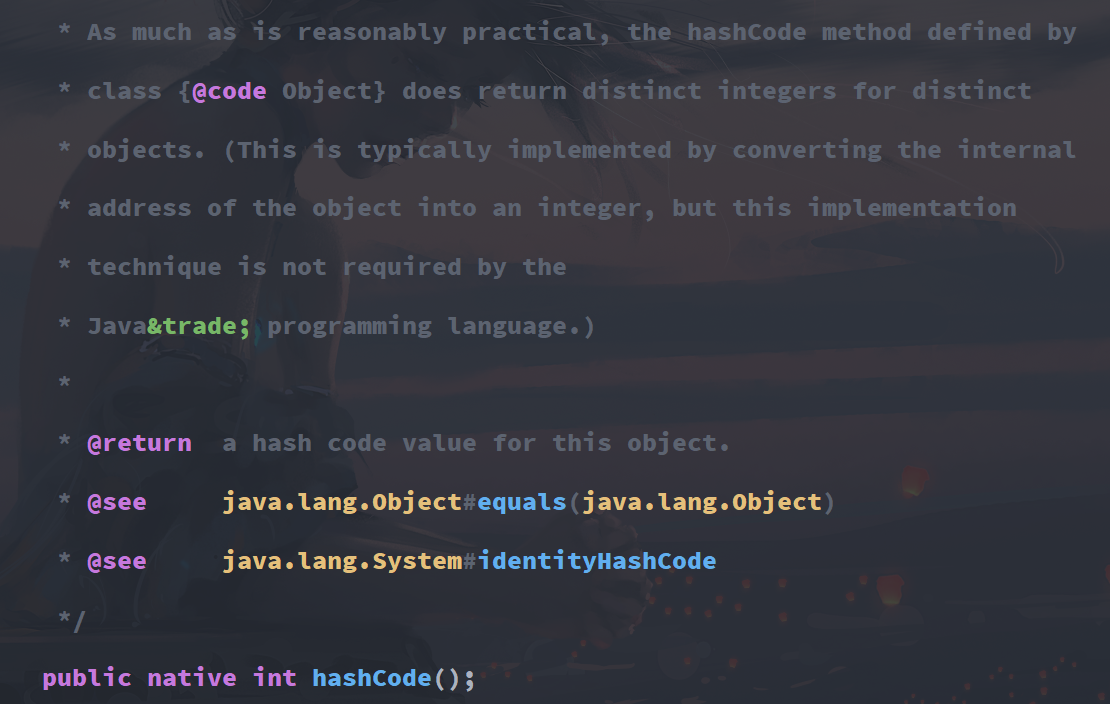 * As much as is reasonably practical, the hashCode method defined by
* class {@code Object} does return distinct integers for distinct
* objects. (This is typically implemented by converting the internal
* address of the object into an integer, but this implementation
* technique is not required by the
* Java&trade; programming language.)
*
* @return  a hash code value for this object.
* @see     java.lang.Object#equals(java.lang.Object)
* @see     java.lang.System#identityHashCode
*/
public native int hashCode();